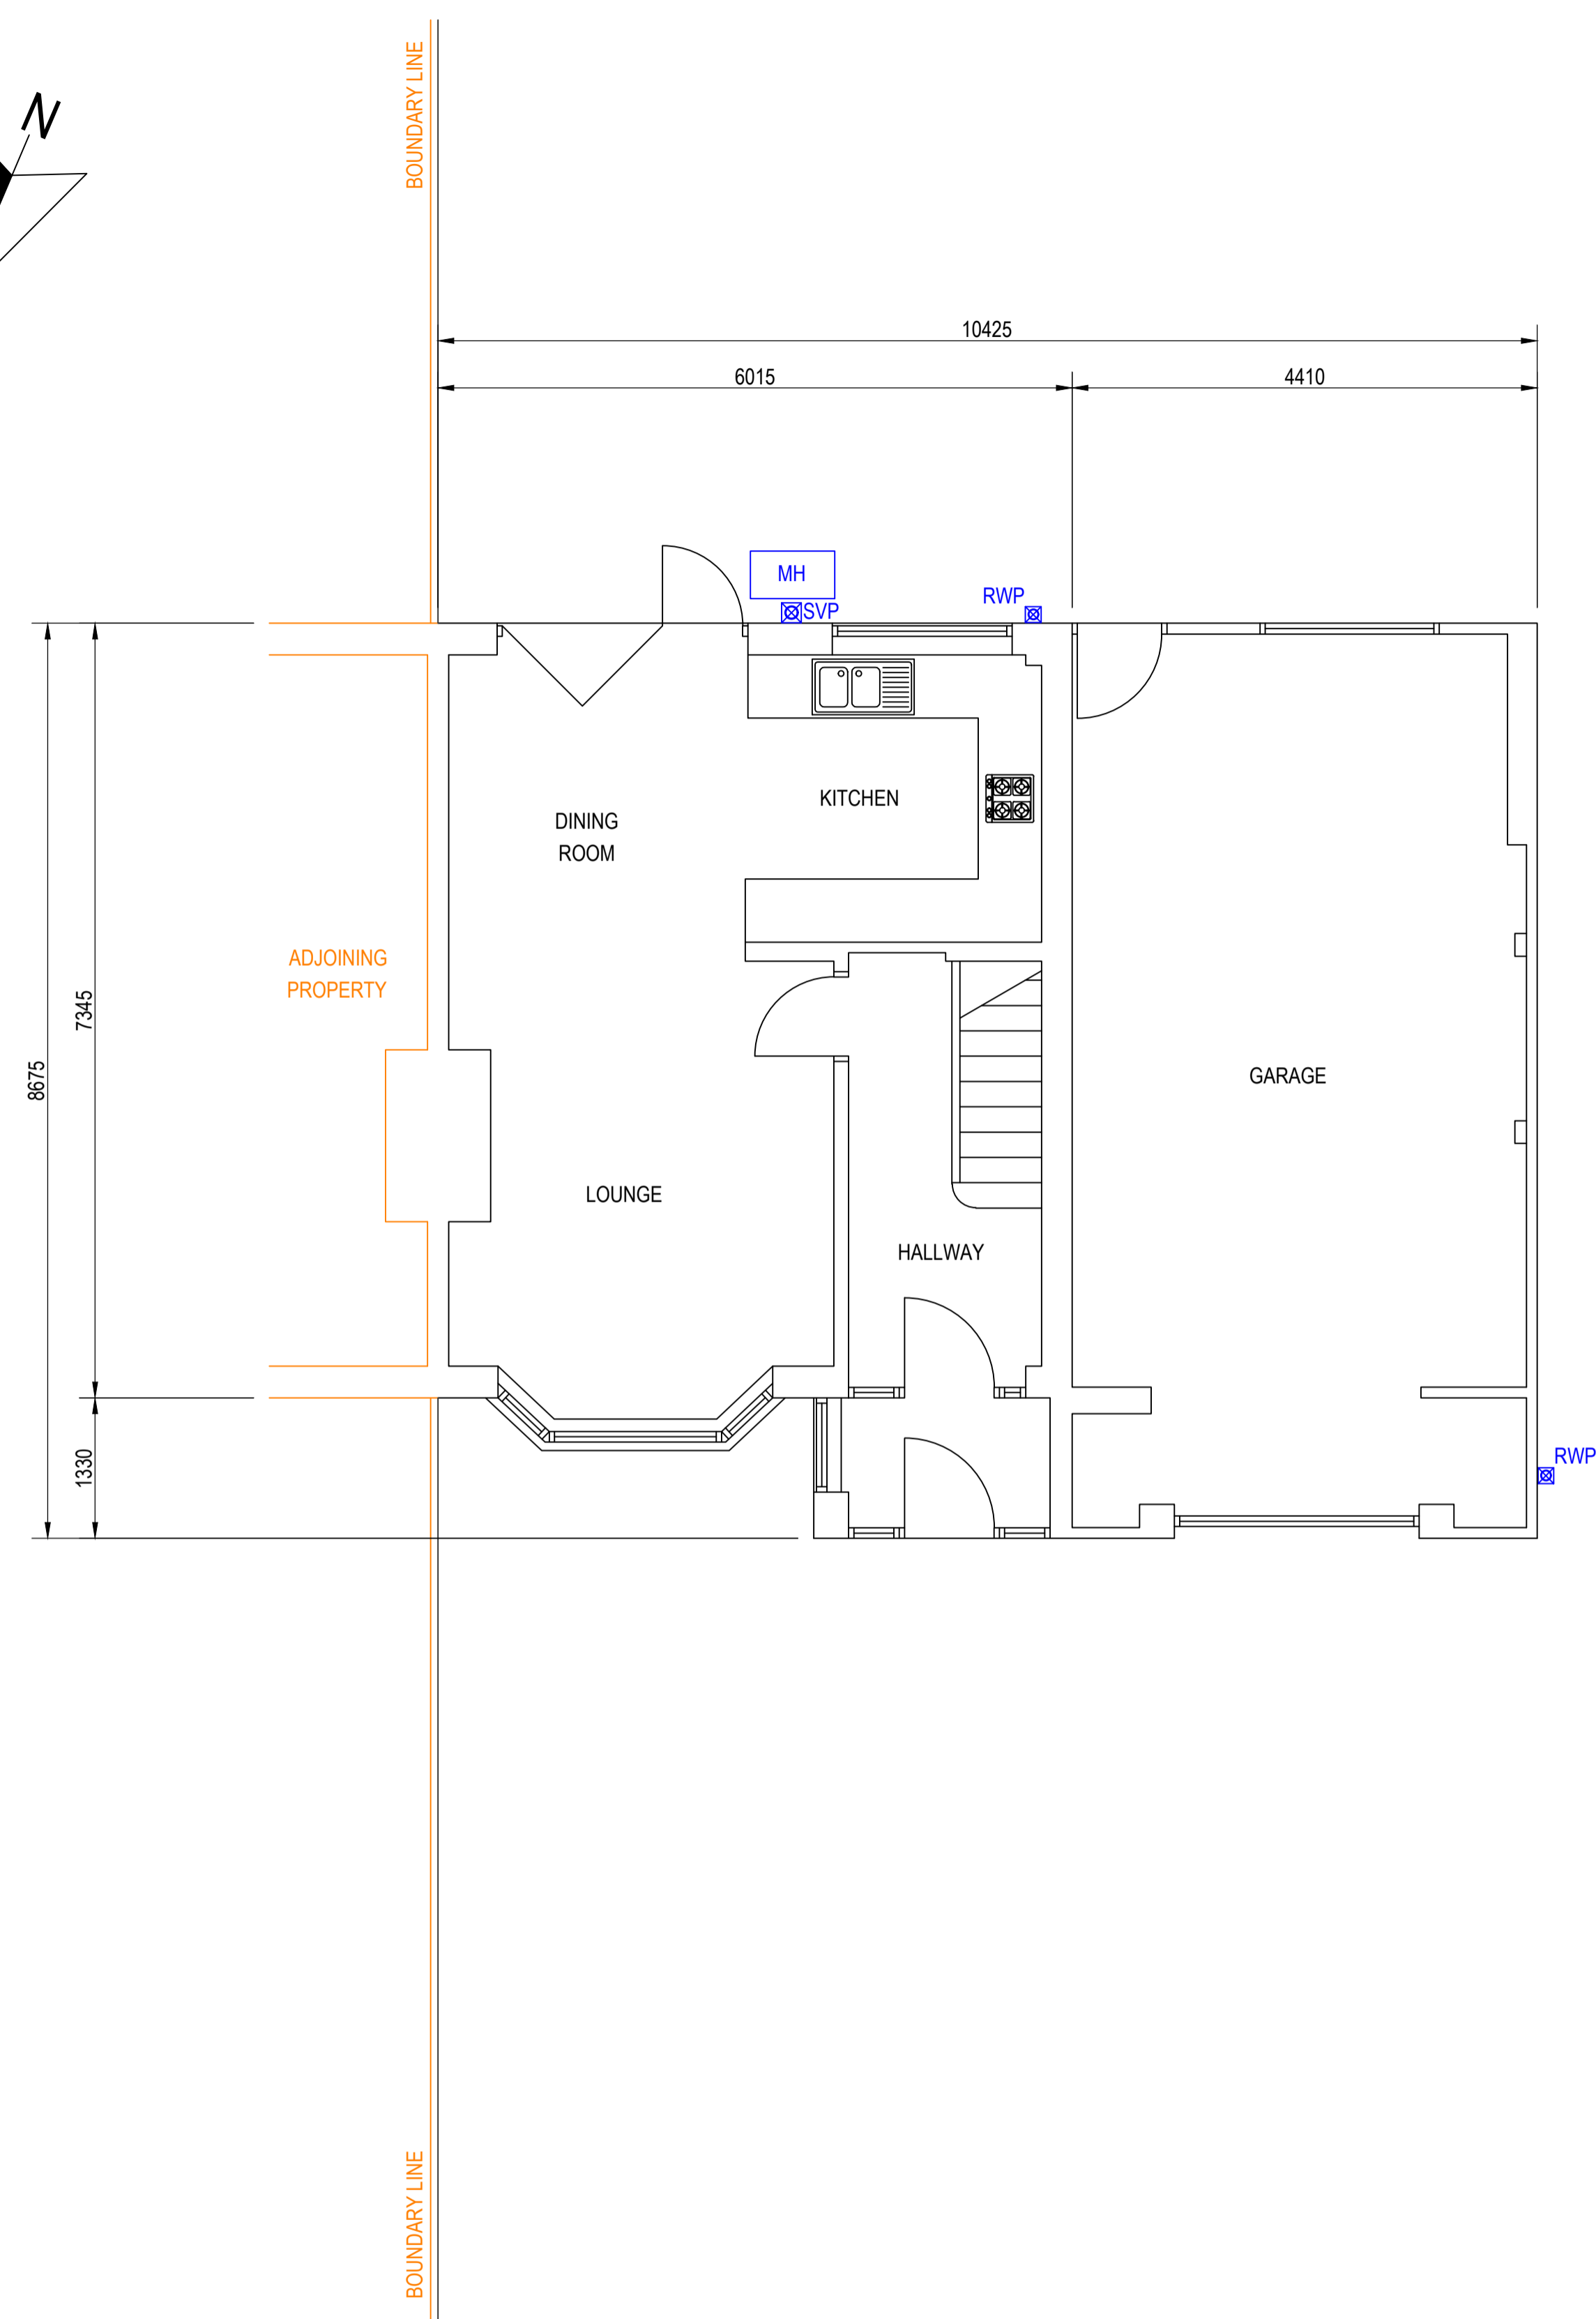 BOUNDARY LINE
N
10425
6015
4410
MH
SVP
RWP
KITCHEN
DINING
ROOM
ADJOINING
PROPERTY
7345
8675
GARAGE
LOUNGE
HALLWAY
1330
RWP
BOUNDARY LINE